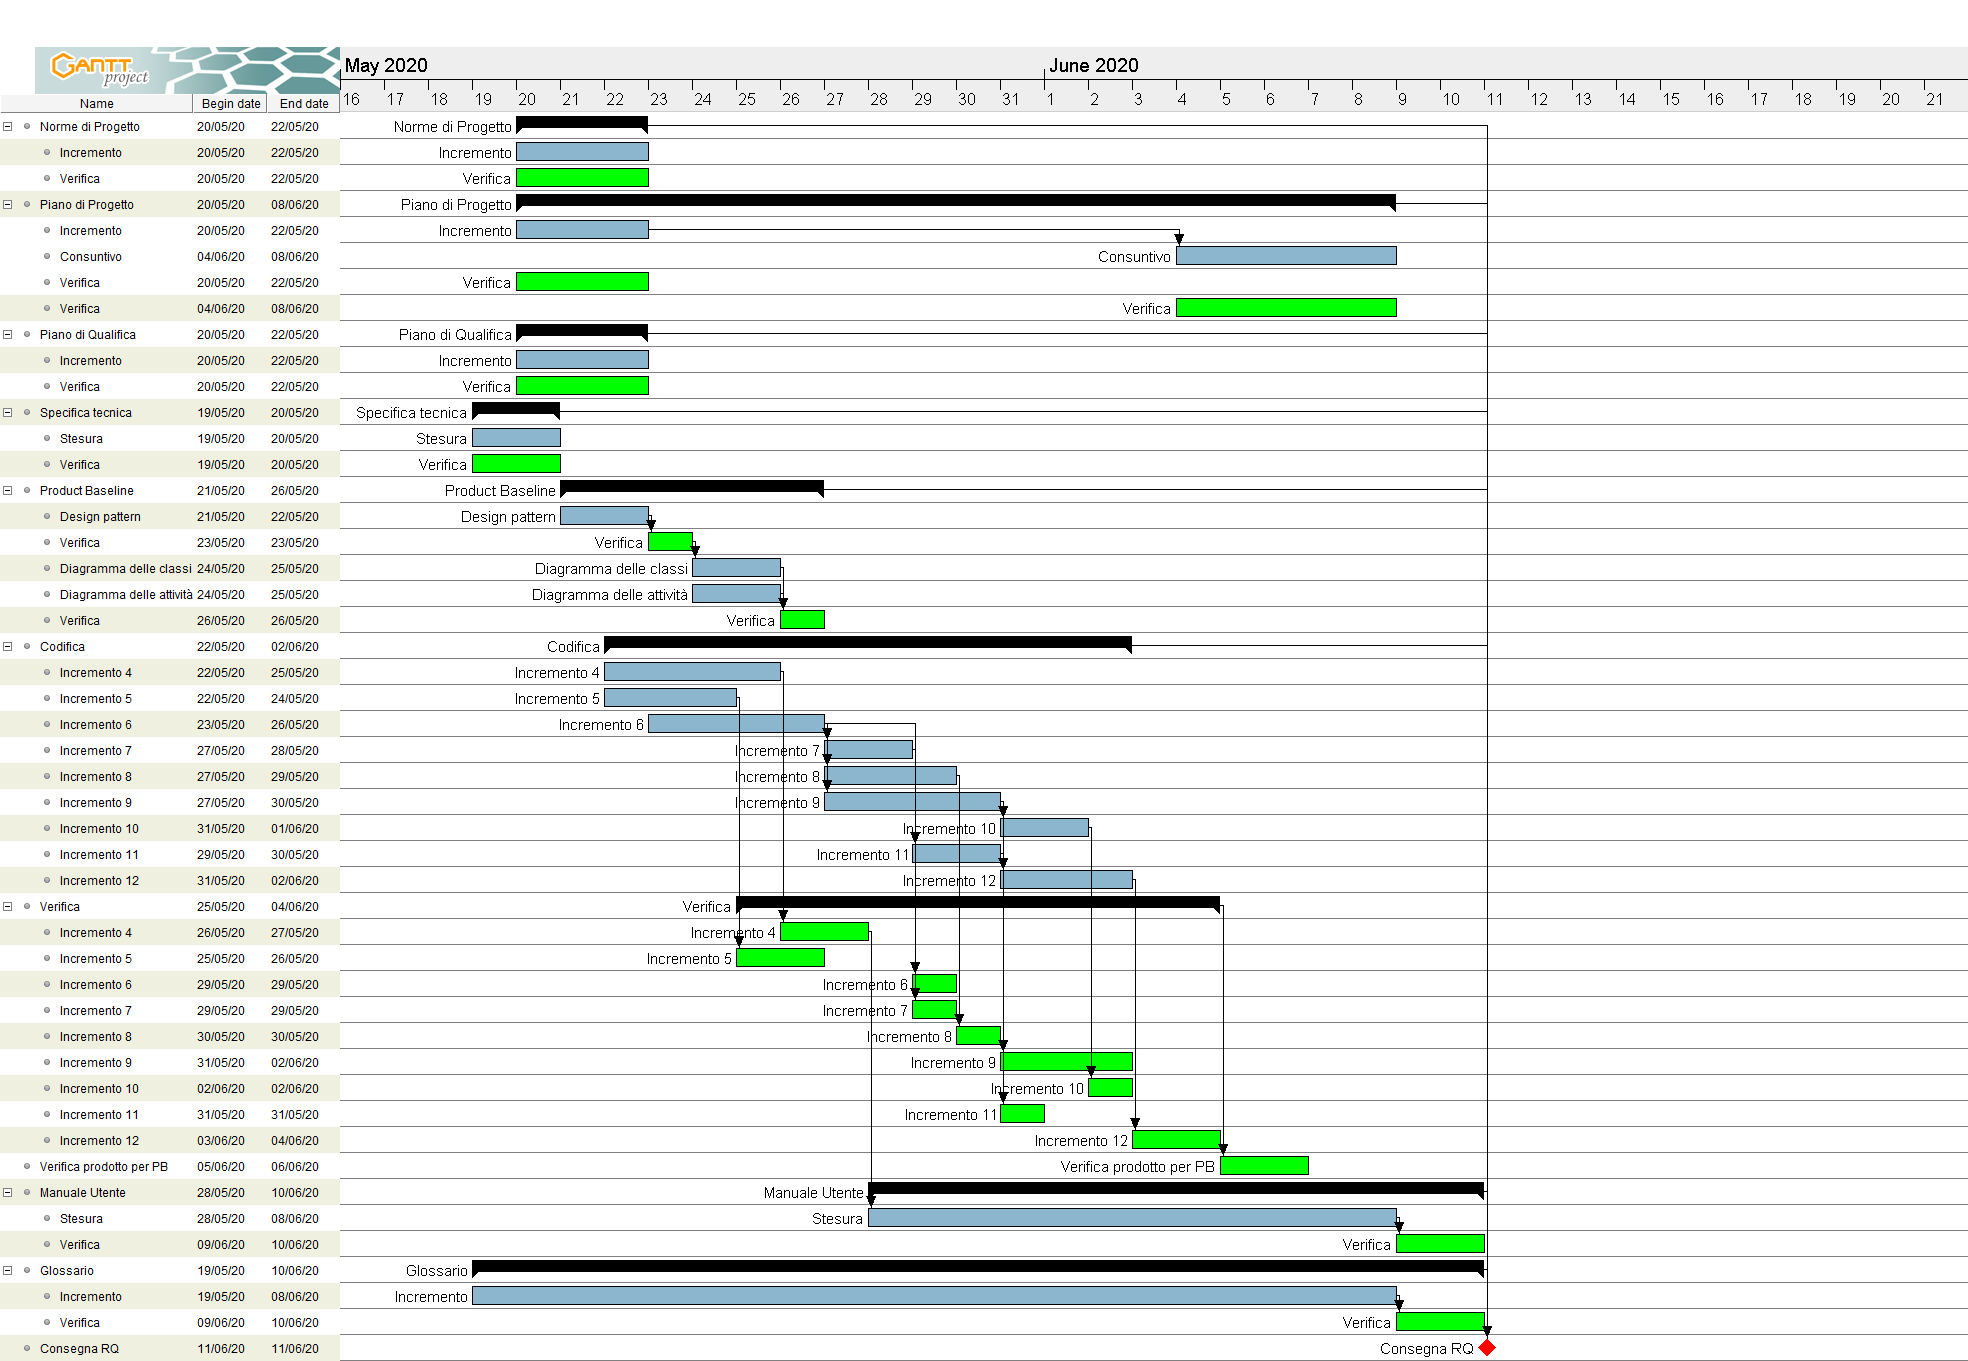 GANTT
project
May 2020
June 2020
Name Begin date End date
16 17 18 19 20 21 22 23 24 25 26 27 28 29 30 31 1 2 3 4 5 6 7 8 9 10 11 12 13 14 15 16 17 18 19 20 21
Norme di Progetto 20/05/20 22/05/20 Norme di Progetto
Incremento 20/05/20 22/05/20 Incremento
Verifica 20/05/20 22/05/20 Verifica
Piano di Progetto 20/05/20 08/06/20 Piano di Progetto
Incremento 20/05/20 22/05/20 Incremento
Consuntivo 04/06/20 08/06/20 Consuntivo
Verifica 20/05/20 22/05/20 Verifica
Verifica 04/06/20 08/06/20 Verifica
Piano di Qualifica 20/05/20 22/05/20 Piano di Qualifica
Incremento 20/05/20 22/05/20 Incremento
Verifica 20/05/20 22/05/20 Verifica
Specifica tecnica 19/05/20 20/05/20 Specifica tecnica
Stesura 19/05/20 20/05/20 Stesura
Verifica 19/05/20 20/05/20 Verifica
Product Baseline 21/05/20 26/05/20 Product Baseline
Design pattern 21/05/20 22/05/20 Design pattern
Verifica 23/05/20 23/05/20 Verifica
Diagramma delle classi 24/05/20 25/05/20 Diagramma delle classi
Diagramma delle attività 24/05/20 25/05/20 Diagramma delle attività
Verifica 26/05/20 26/05/20 Verifica
Codifica 22/05/20 02/06/20 Codifica
Incremento 4 22/05/20 25/05/20 Incremento 4
Incremento 5 22/05/20 24/05/20 Incremento 5
Incremento 6 23/05/20 26/05/20 Incremento 6
Incremento 7 27/05/20 28/05/20 Incremento 7
Incremento 8 27/05/20 29/05/20 Incremento 8
Incremento 9 27/05/20 30/05/20 Incremento 9
Incremento 10 31/05/20 01/06/20 Incremento 10
Incremento 11 29/05/20 30/05/20 Incremento 11
Incremento 12 31/05/20 02/06/20 Incremento 12
Verifica 25/05/20 04/06/20 Verifica
Incremento 4 26/05/20 27/05/20 Incremento 4
Incremento 5 25/05/20 26/05/20 Incremento 5
Incremento 6 29/05/20 29/05/20 Incremento 6
Incremento 7 29/05/20 29/05/20 Incremento 7
Incremento 8 30/05/20 30/05/20 Incremento 8
Incremento 9 31/05/20 02/06/20 Incremento 9
Incremento 10 02/06/20 02/06/20 Incremento 10
Incremento 11 31/05/20 31/05/20 Incremento 11
Incremento 12 03/06/20 04/06/20 Incremento 12
Verifica prodotto per PB 05/06/20 06/06/20 Verifica prodotto per PB
Manuale Utente 28/05/20 10/06/20 Manuale Utente
Stesura 28/05/20 08/06/20 Stesura
Verifica 09/06/20 10/06/20 Verifica
Glossario 19/05/20 10/06/20 Glossario
Incremento 19/05/20 08/06/20 Incremento
Verifica 09/06/20 10/06/20 Verifica
Consegna RQ 11/06/20 11/06/20 Consegna RQ